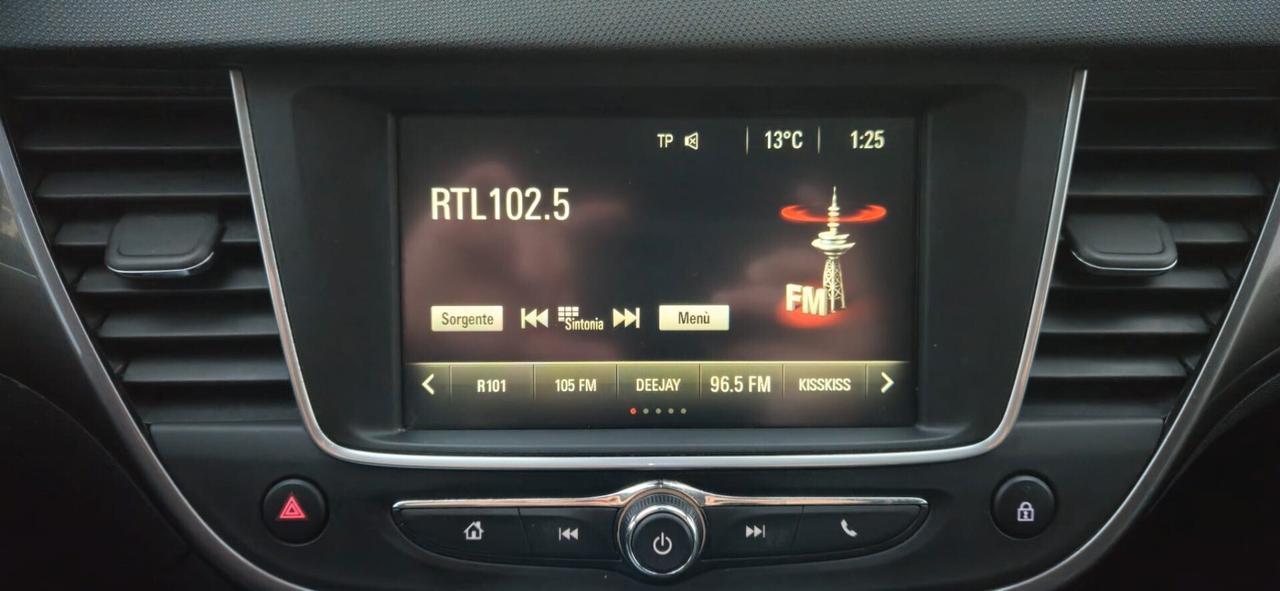 TP 13°C 1:25
RTL102.5
FM
Sorgente Sintonia Menù
R101 105 FM DEEJAY 96.5 FM KISSKISS